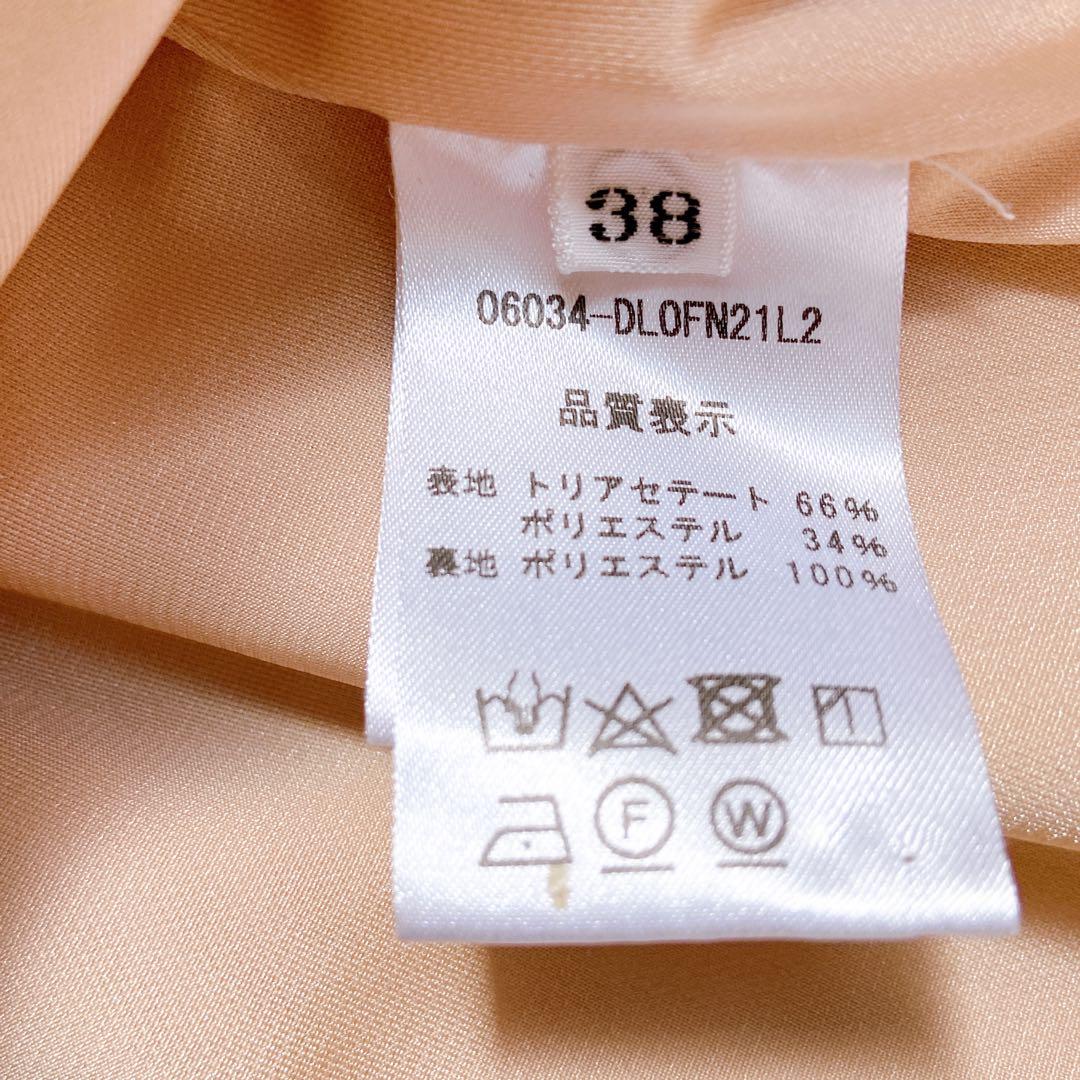 38
06034-DLOFN21L2
品質表示
表地 トリアセテート 66%
ポリエステル 34%
裏地 ポリエステル 100%
F W